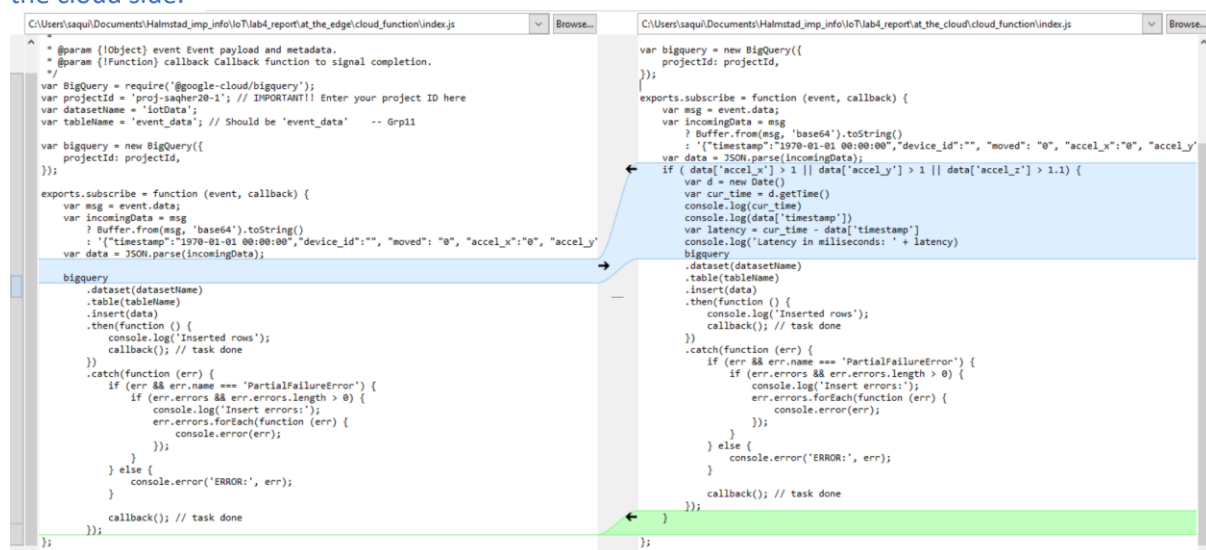 the cloud side.
C:\Users\saqui\Documents\Halmstad_imp_info\IoT\lab4_report\at_the_edge\cloud_function\index.js
Browse...
*
* @param {!Object} event Event payload and metadata.
* @param {!Function} callback Callback function to signal completion.
*/
var BigQuery = require('@google-cloud/bigquery');
var projectId = 'proj-saqher20-1'; // IMPORTANT!! Enter your project ID here
var datasetName = 'iotData';
var tableName = 'event_data'; // Should be 'event_data'    -- Grp11
var bigquery = new BigQuery({
    projectId: projectId,
});
exports.subscribe = function (event, callback) {
    var msg = event.data;
    var incomingData = msg
        ? Buffer.from(msg, 'base64').toString()
        : '{"timestamp":"1970-01-01 00:00:00","device_id":"", "moved": "0", "accel_x":"0", "accel_y'
    var data = JSON.parse(incomingData);
    bigquery
        .dataset(datasetName)
        .table(tableName)
        .insert(data)
        .then(function () {
            console.log('Inserted rows');
            callback(); // task done
        })
        .catch(function (err) {
            if (err && err.name === 'PartialFailureError') {
                if (err.errors && err.errors.length > 0) {
                    console.log('Insert errors:');
                    err.errors.forEach(function (err) {
                        console.error(err);
                    });
                }
            } else {
                console.error('ERROR:', err);
            }
            callback(); // task done
        });
};
C:\Users\saqui\Documents\Halmstad_imp_info\IoT\lab4_report\at_the_cloud\cloud_function\index.js
Browse...
var bigquery = new BigQuery({
    projectId: projectId,
});
exports.subscribe = function (event, callback) {
    var msg = event.data;
    var incomingData = msg
        ? Buffer.from(msg, 'base64').toString()
        : '{"timestamp":"1970-01-01 00:00:00","device_id":"", "moved": "0", "accel_x":"0", "accel_y'
    var data = JSON.parse(incomingData);
    if ( data['accel_x'] > 1 || data['accel_y'] > 1 || data['accel_z'] > 1.1) {
        var d = new Date()
        var cur_time = d.getTime()
        console.log(cur_time)
        console.log(data['timestamp'])
        var latency = cur_time - data['timestamp']
        console.log('Latency in miliseconds: ' + latency)
        bigquery
        .dataset(datasetName)
        .table(tableName)
        .insert(data)
        .then(function () {
            console.log('Inserted rows');
            callback(); // task done
        })
        .catch(function (err) {
            if (err && err.name === 'PartialFailureError') {
                if (err.errors && err.errors.length > 0) {
                    console.log('Insert errors:');
                    err.errors.forEach(function (err) {
                        console.error(err);
                    });
                }
            } else {
                console.error('ERROR:', err);
            }
            callback(); // task done
        });
    }
};